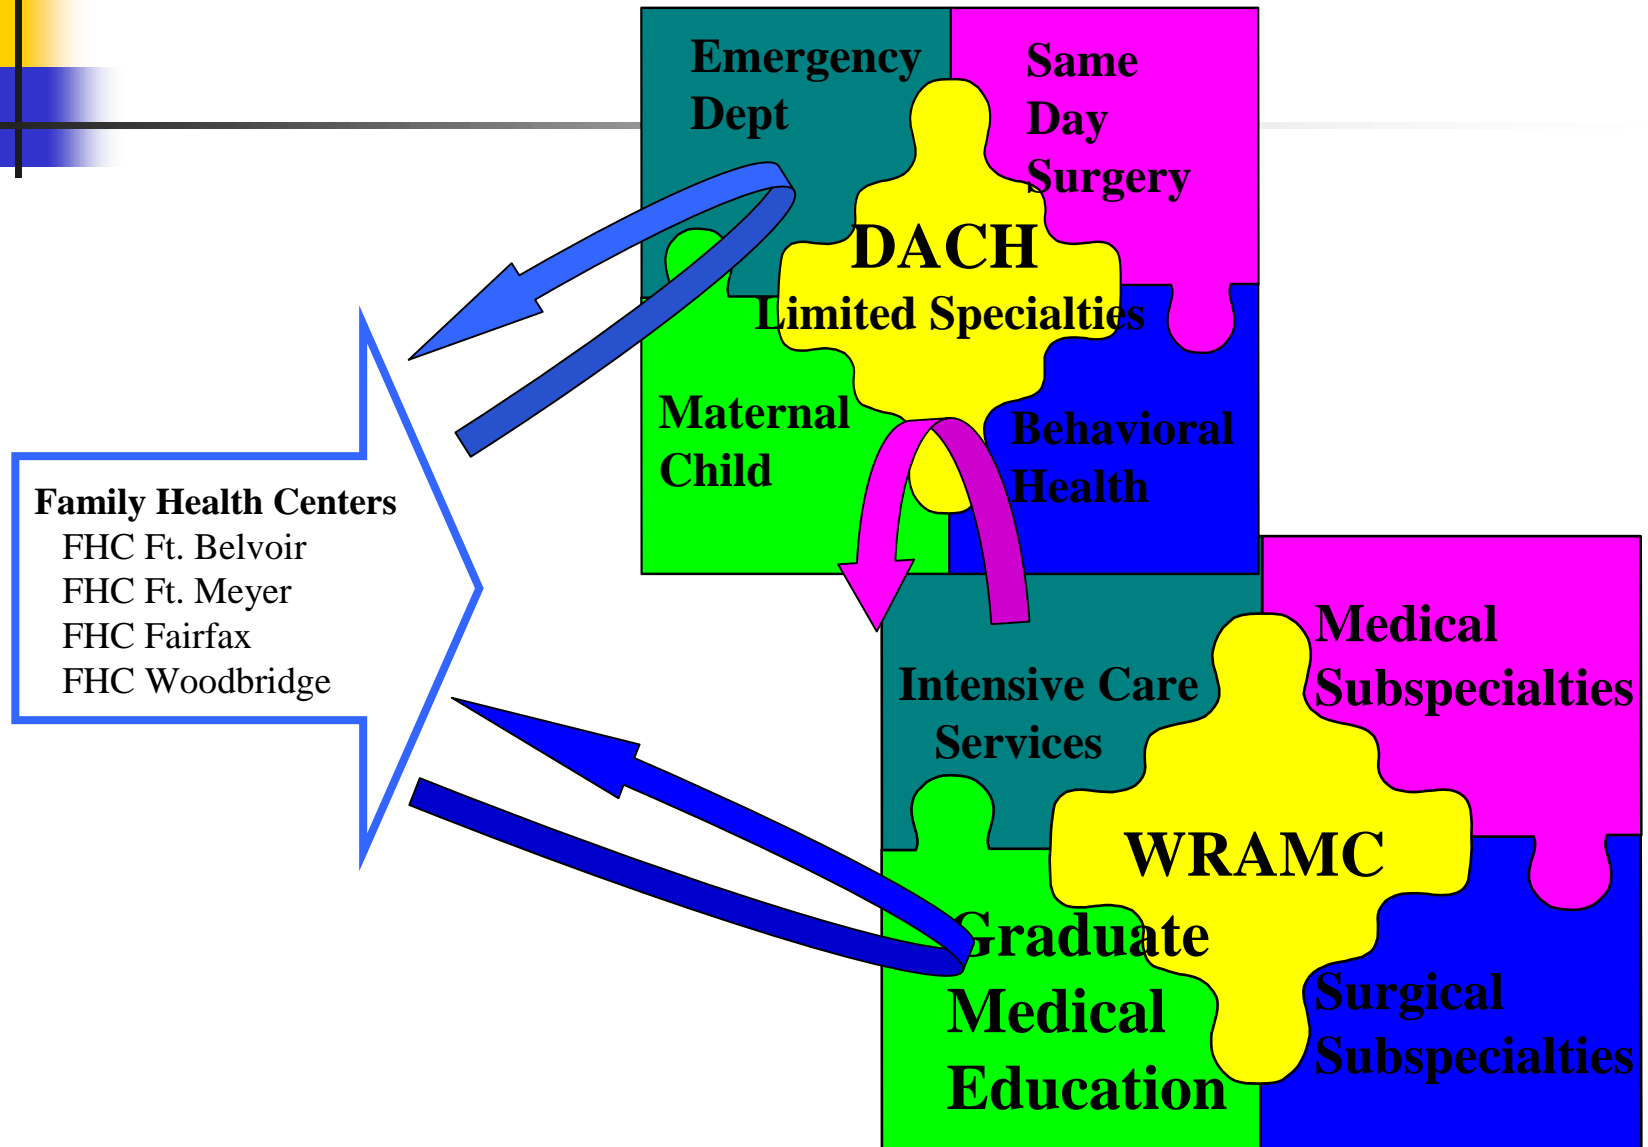 Emergency
Dept
Same
Day
Surgery
DACH
Limited Specialties
Maternal
Child
Behavioral
Health
Family Health Centers
FHC Ft. Belvoir
FHC Ft. Meyer
FHC Fairfax
FHC Woodbridge
Intensive Care
Services
Medical
Subspecialties
WRAMC
Graduate
Medical
Education
Surgical
Subspecialties